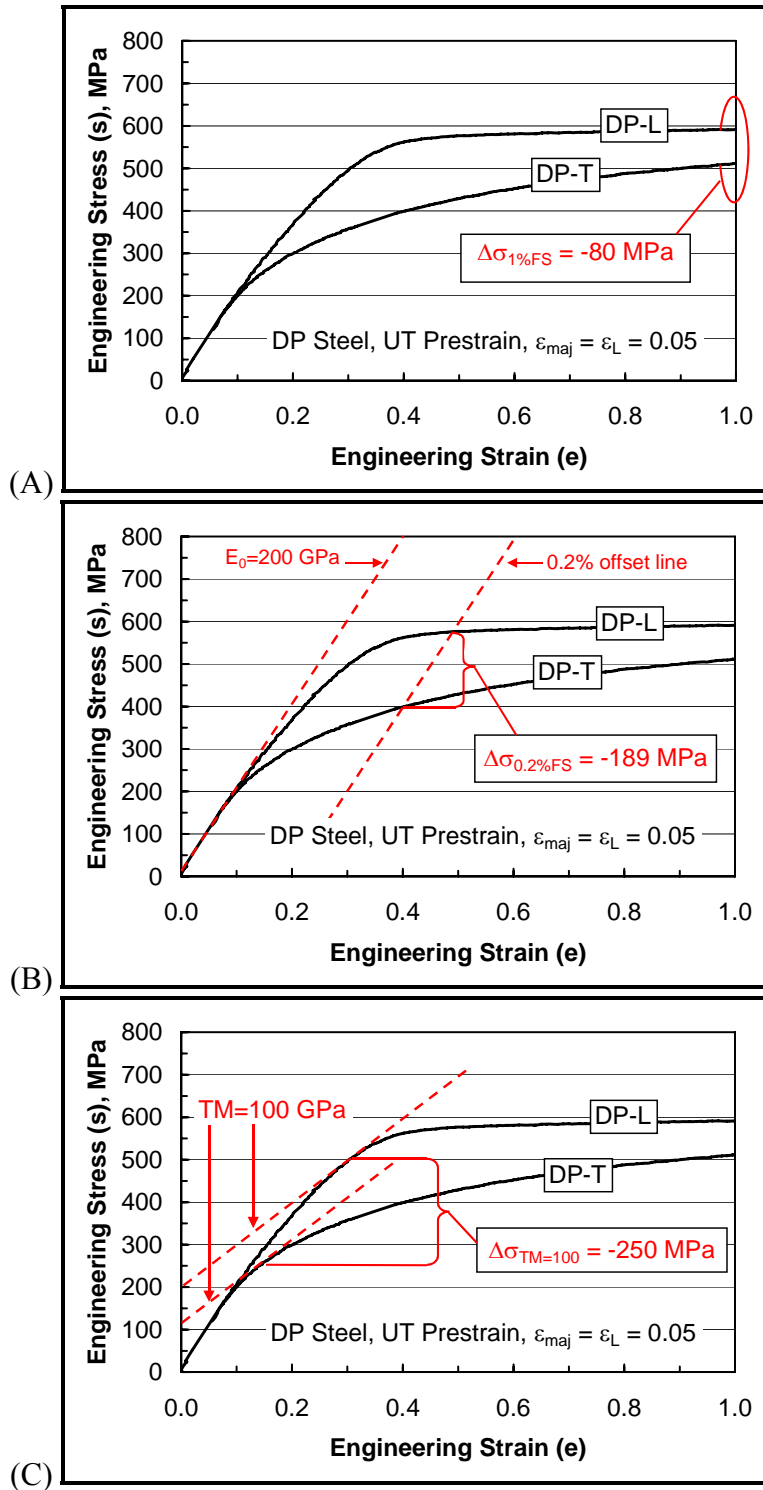 800
700
600
500
400
300
200
100
0
Engineering Stress (s), MPa
DP-L
DP-T
Δσ1%FS = -80 MPa
DP Steel, UT Prestrain, εmaj = εL = 0.05
0.0 0.2 0.4 0.6 0.8 1.0
Engineering Strain (e)
(A)
800
700
600
500
400
300
200
100
0
Engineering Stress (s), MPa
E0=200 GPa
0.2% offset line
DP-L
DP-T
Δσ0.2%FS = -189 MPa
DP Steel, UT Prestrain, εmaj = εL = 0.05
0.0 0.2 0.4 0.6 0.8 1.0
Engineering Strain (e)
(B)
800
700
600
500
400
300
200
100
0
Engineering Stress (s), MPa
TM=100 GPa
DP-L
DP-T
ΔσTM=100 = -250 MPa
DP Steel, UT Prestrain, εmaj = εL = 0.05
0.0 0.2 0.4 0.6 0.8 1.0
Engineering Strain (e)
(C)